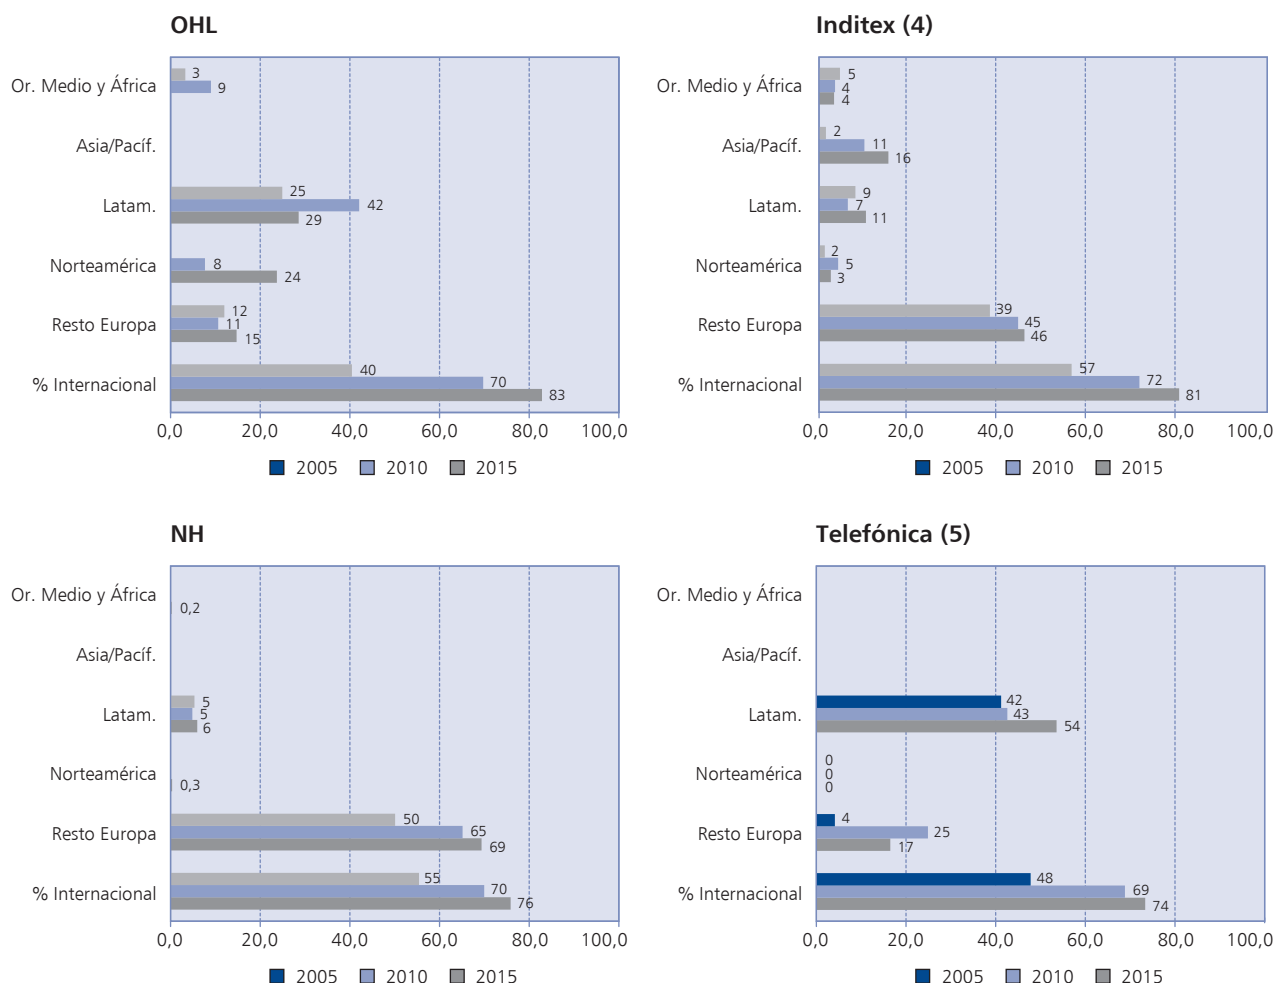 OHL
Or. Medio y África
3
9
Asia/Pacíf.
Latam.
25
42
29
Norteamérica
8
24
Resto Europa
12
11
15
% Internacional
40
70
83
0,0 20,0 40,0 60,0 80,0 100,0
2005 2010 2015
Inditex (4)
Or. Medio y África
5
4
4
Asia/Pacíf.
2
11
16
Latam.
9
7
11
Norteamérica
2
5
3
Resto Europa
39
45
46
% Internacional
57
72
81
0,0 20,0 40,0 60,0 80,0 100,0
2005 2010 2015
NH
Or. Medio y África
0,2
Asia/Pacíf.
Latam.
5
5
6
Norteamérica
0,3
Resto Europa
50
65
69
% Internacional
55
70
76
0,0 20,0 40,0 60,0 80,0 100,0
2005 2010 2015
Telefónica (5)
Or. Medio y África
Asia/Pacíf.
Latam.
42
43
54
Norteamérica
0
0
0
Resto Europa
4
25
17
% Internacional
48
69
74
0,0 20,0 40,0 60,0 80,0 100,0
2005 2010 2015